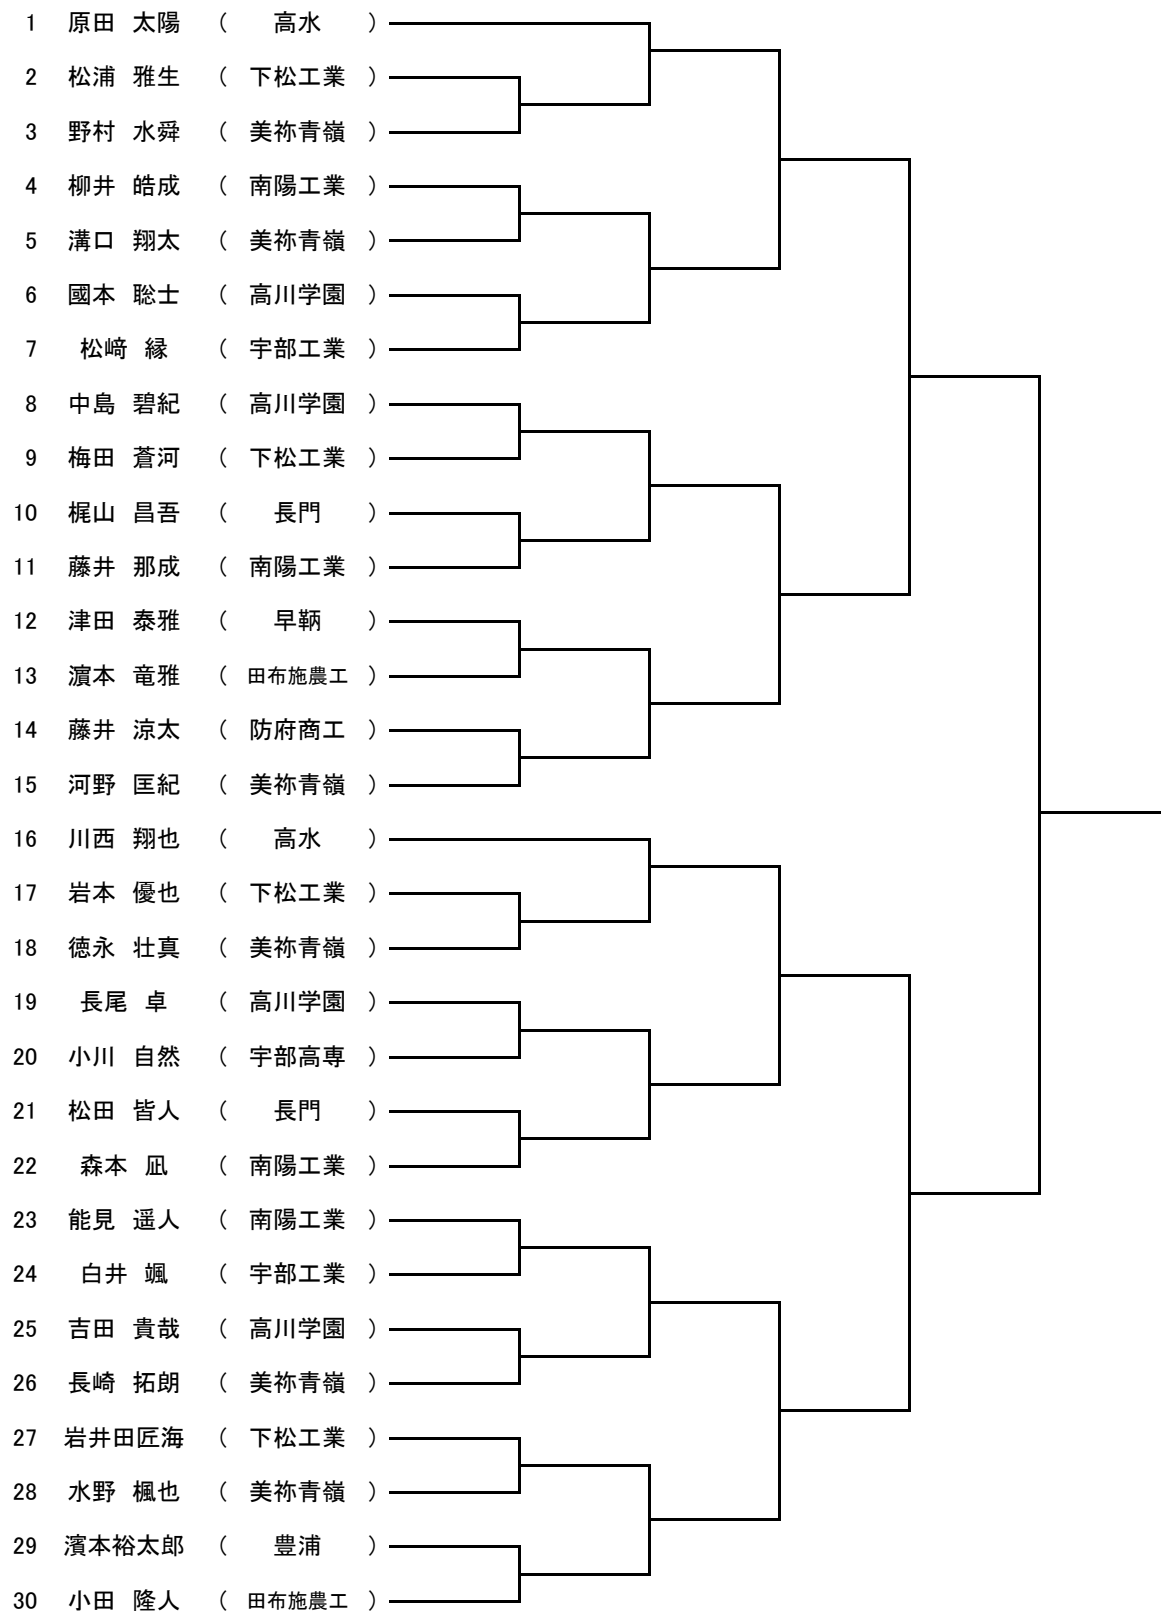 1 原田 太陽 ( 高水 )
2 松浦 雅生 ( 下松工業 )
3 野村 水舜 ( 美祢青嶺 )
4 柳井 皓成 ( 南陽工業 )
5 溝口 翔太 ( 美祢青嶺 )
6 國本 聡士 ( 高川学園 )
7 松﨑 縁 ( 宇部工業 )
8 中島 碧紀 ( 高川学園 )
9 梅田 蒼河 ( 下松工業 )
10 梶山 昌吾 ( 長門 )
11 藤井 那成 ( 南陽工業 )
12 津田 泰雅 ( 早鞆 )
13 濵本 竜雅 ( 田布施農工 )
14 藤井 涼太 ( 防府商工 )
15 河野 匡紀 ( 美祢青嶺 )
16 川西 翔也 ( 高水 )
17 岩本 優也 ( 下松工業 )
18 徳永 壮真 ( 美祢青嶺 )
19 長尾 卓 ( 高川学園 )
20 小川 自然 ( 宇部高専 )
21 松田 皆人 ( 長門 )
22 森本 凪 ( 南陽工業 )
23 能見 遥人 ( 南陽工業 )
24 白井 颯 ( 宇部工業 )
25 吉田 貴哉 ( 高川学園 )
26 長崎 拓朗 ( 美祢青嶺 )
27 岩井田匠海 ( 下松工業 )
28 水野 楓也 ( 美祢青嶺 )
29 濱本裕太郎 ( 豊浦 )
30 小田 隆人 ( 田布施農工 )